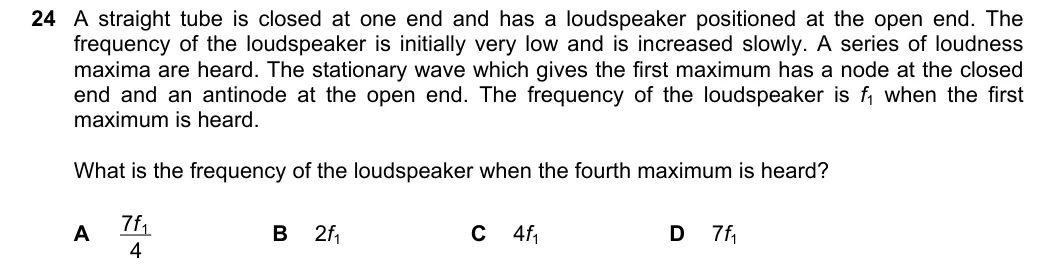 24 A straight tube is closed at one end and has a loudspeaker positioned at the open end. The
frequency of the loudspeaker is initially very low and is increased slowly. A series of loudness
maxima are heard. The stationary wave which gives the first maximum has a node at the closed
end and an antinode at the open end. The frequency of the loudspeaker is f₁ when the first
maximum is heard.
What is the frequency of the loudspeaker when the fourth maximum is heard?
A 7f₁/4 B 2f₁ C 4f₁ D 7f₁